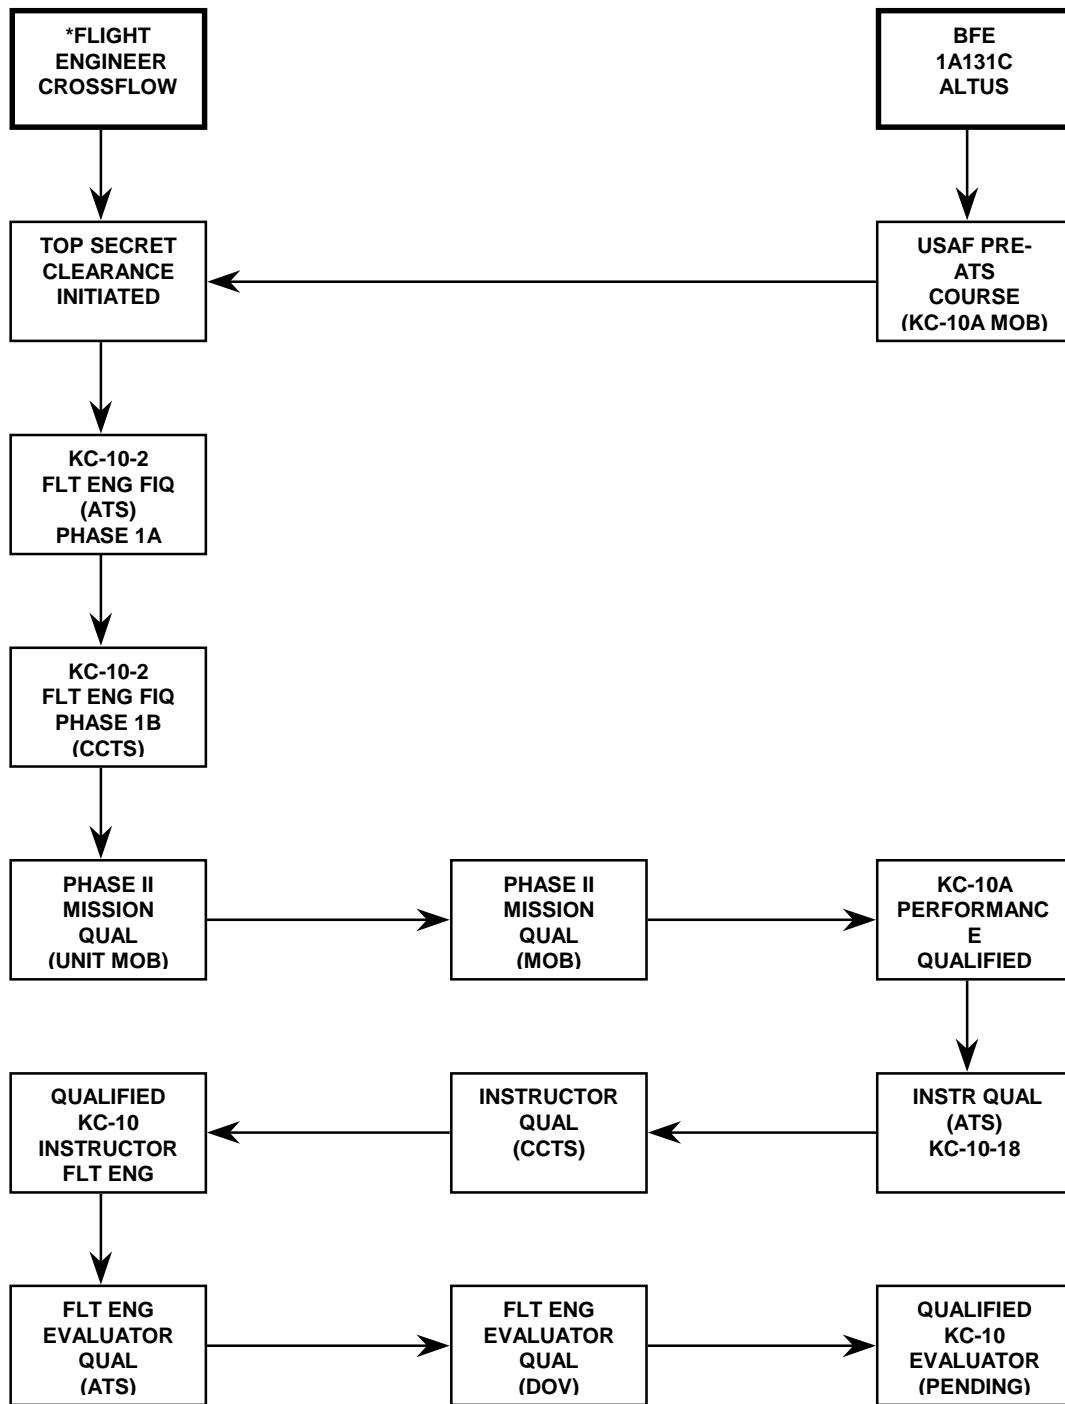 *FLIGHT
ENGINEER
CROSSFLOW
BFE
1A131C
ALTUS
TOP SECRET
CLEARANCE
INITIATED
USAF PRE-
ATS
COURSE
(KC-10A MOB)
KC-10-2
FLT ENG FIQ
(ATS)
PHASE 1A
KC-10-2
FLT ENG FIQ
PHASE 1B
(CCTS)
PHASE II
MISSION
QUAL
(UNIT MOB)
PHASE II
MISSION
QUAL
(MOB)
KC-10A
PERFORMANC
E
QUALIFIED
QUALIFIED
KC-10
INSTRUCTOR
FLT ENG
INSTRUCTOR
QUAL
(CCTS)
INSTR QUAL
(ATS)
KC-10-18
FLT ENG
EVALUATOR
QUAL
(ATS)
FLT ENG
EVALUATOR
QUAL
(DOV)
QUALIFIED
KC-10
EVALUATOR
(PENDING)